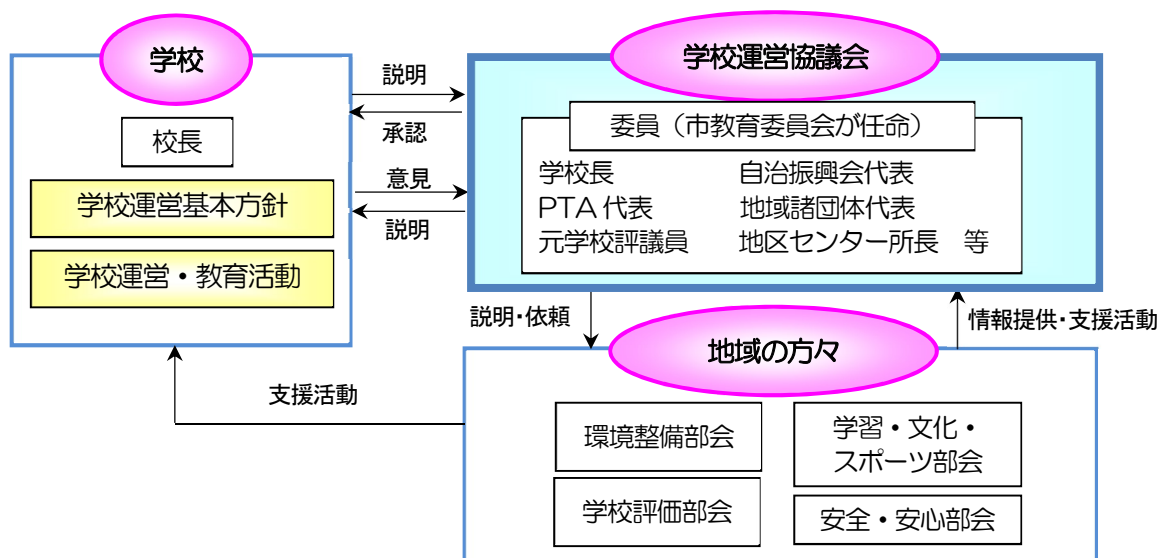 学校
学校運営協議会
説明
承認
校長
委員（市教育委員会が任命）
学校長　自治振興会代表
意見
学校運営基本方針
PTA 代表　地域諸団体代表
説明
元学校評議員　地区センター所長　等
学校運営・教育活動
説明・依頼
情報提供・支援活動
地域の方々
支援活動
環境整備部会
学習・文化・
スポーツ部会
学校評価部会
安全・安心部会